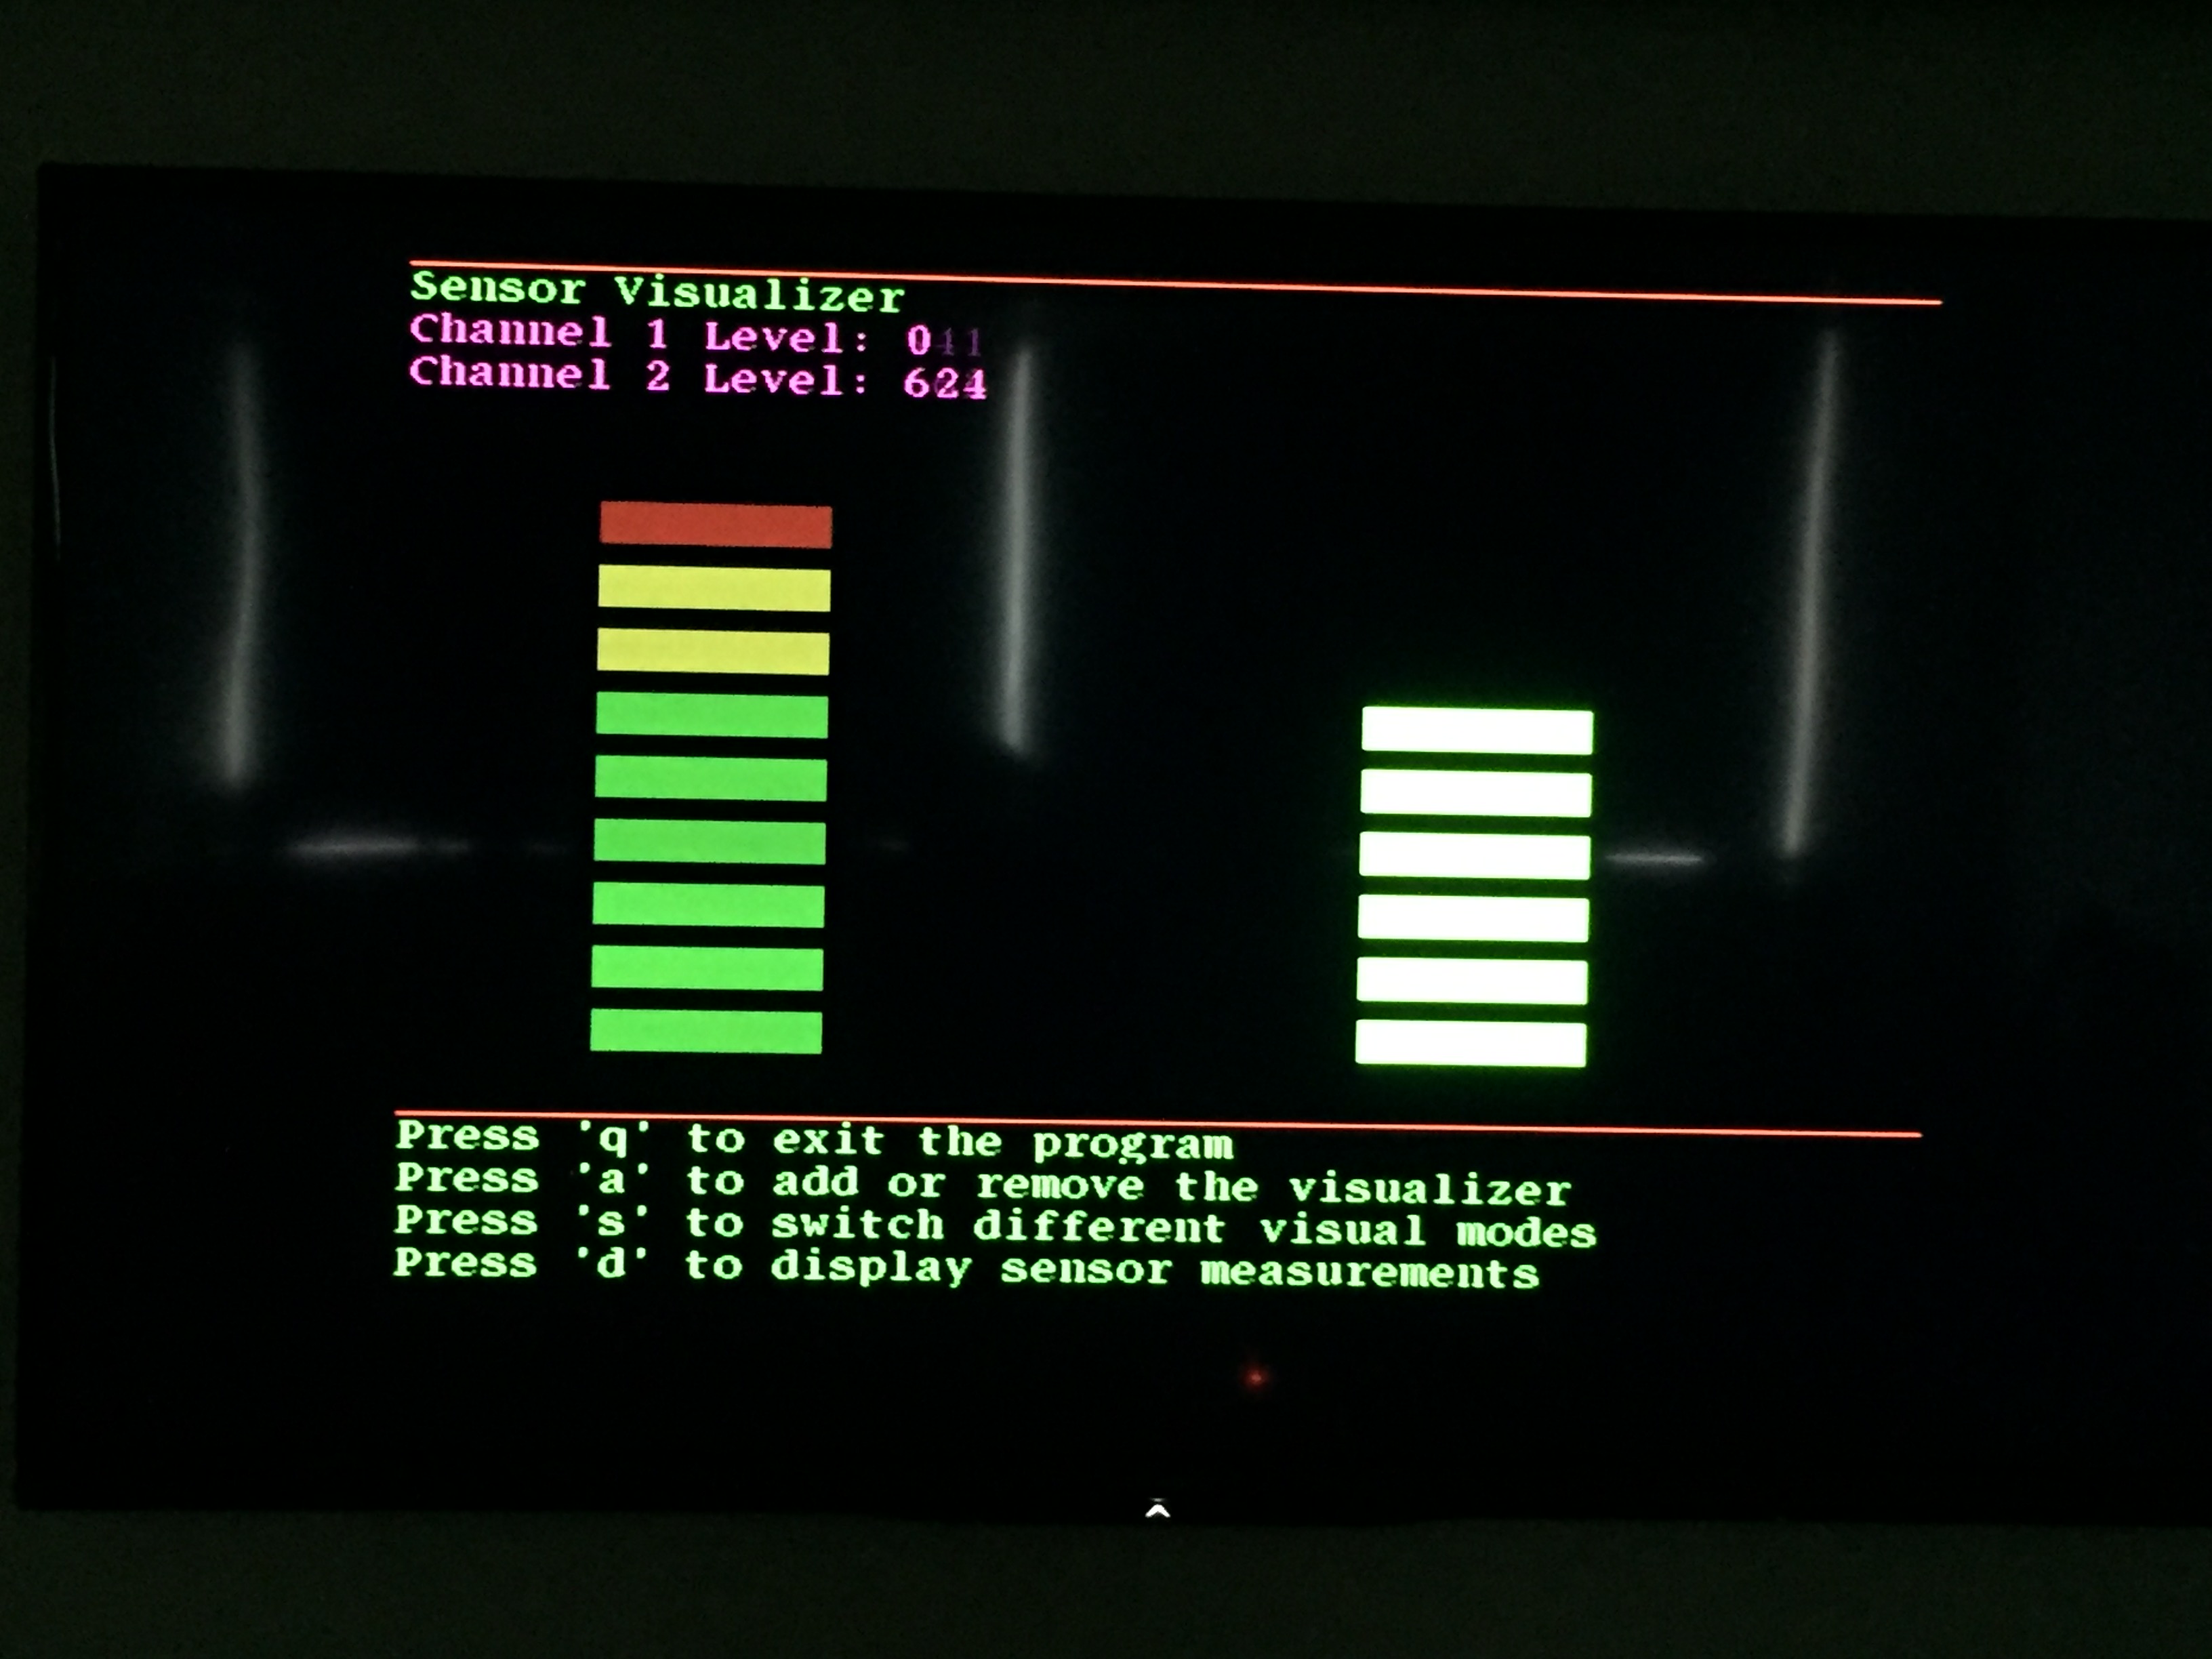 Sensor Visualizer
Channel 1 Level: 0
Channel 2 Level: 624
Press 'q' to exit the program
Press 'a' to add or remove the visualizer
Press 's' to switch different visual modes
Press 'd' to display sensor measurements